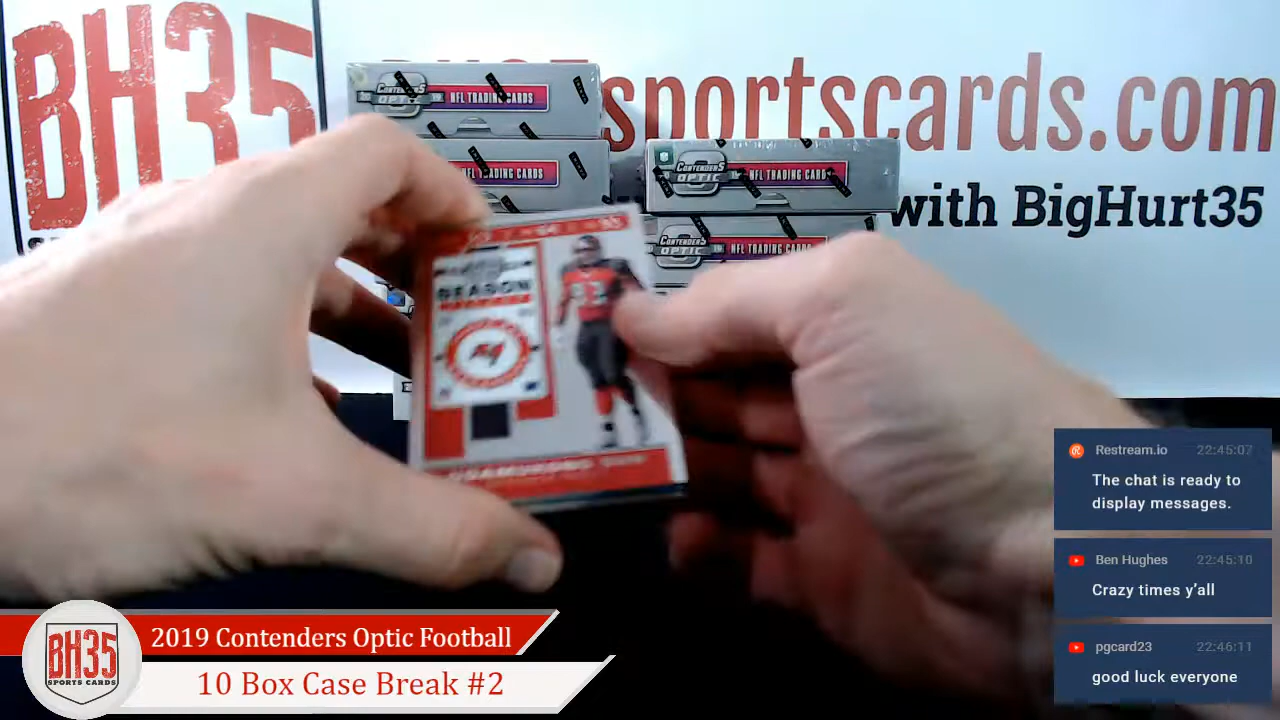 BH35
BH35sportscards.com
with BigHurt35
CONTENDERS
OPTIC
NFL TRADING CARDS
NFL TRADING CARDS
CONTENDERS
OPTIC
NFL TRADING CARDS
CONTENDERS
OPTIC
NFL TRADING CARDS
SEASON
Restream.io 22:45:07
The chat is ready to
display messages.
Ben Hughes 22:45:10
Crazy times y'all
pgcard23 22:46:11
good luck everyone
BH35
SPORTS CARDS
2019 Contenders Optic Football
10 Box Case Break #2